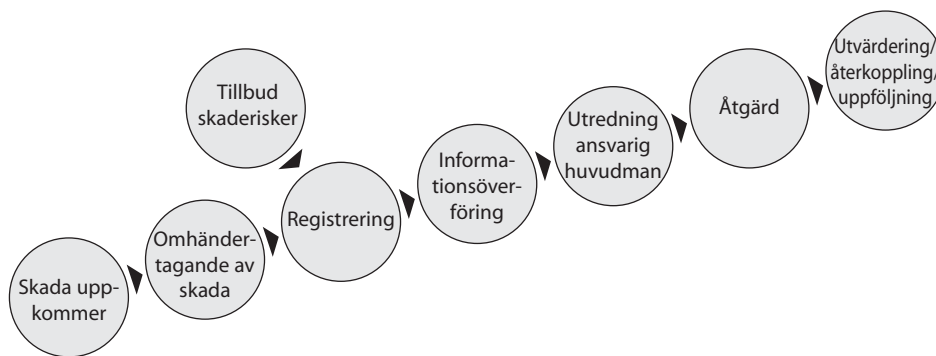 Skada upp-
kommer
Omhänder-
tagande av
skada
Tillbud
skaderisker
Registrering
Informa-
tionsöver-
föring
Utredning
ansvarig
huvudman
Åtgärd
Utvärdering/
återkoppling/
uppföljning